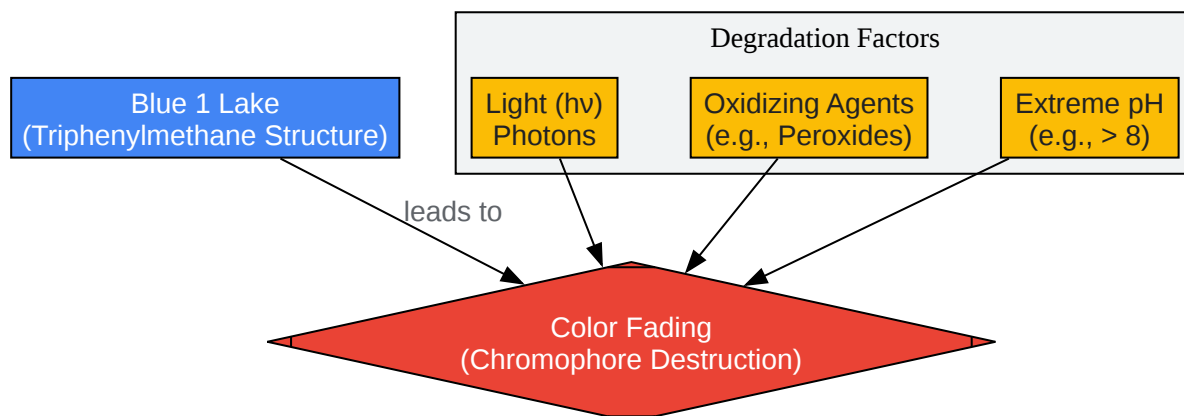 Degradation Factors
Blue 1 Lake
(Triphenylmethane Structure)
Light (hν)
Photons
Oxidizing Agents
(e.g., Peroxides)
Extreme pH
(e.g., > 8)
leads to
Color Fading
(Chromophore Destruction)